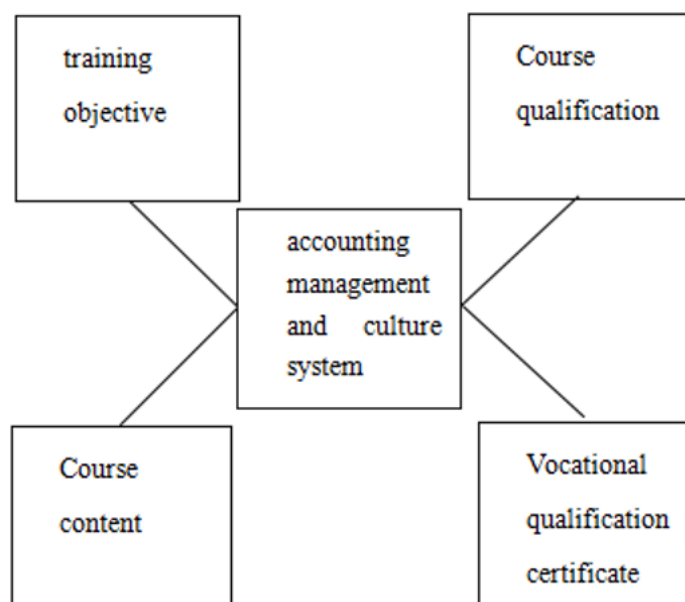 training
objective
Course
qualification
accounting
management
and culture
system
Course
content
Vocational
qualification
certificate